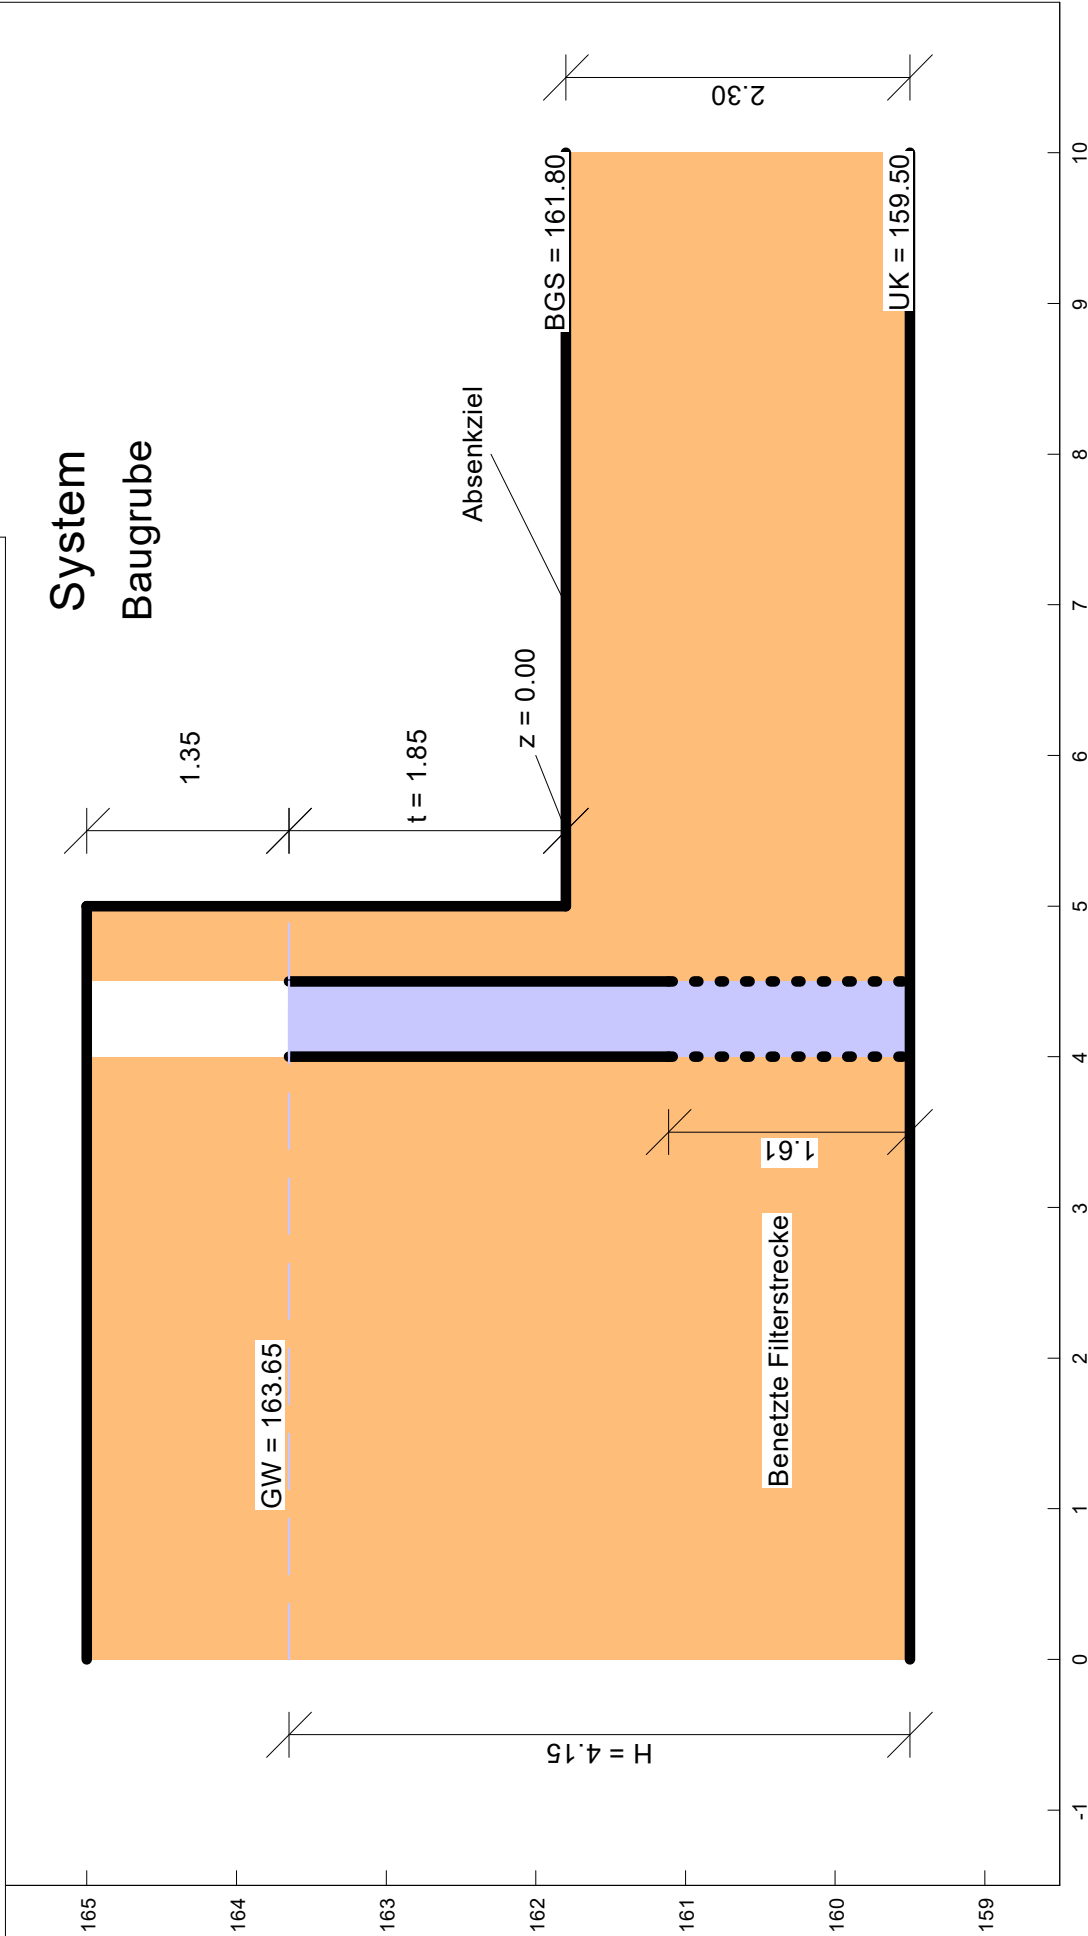 System
Baugrube
1.35
t = 1.85
z = 0.00
Absenkziel
BGS = 161.80
2.30
UK = 159.50
GW = 163.65
1.61
Benetzte Filterstrecke
H = 4.15
165
164
163
162
161
160
159
-1
0
1
2
3
4
5
6
7
8
9
10